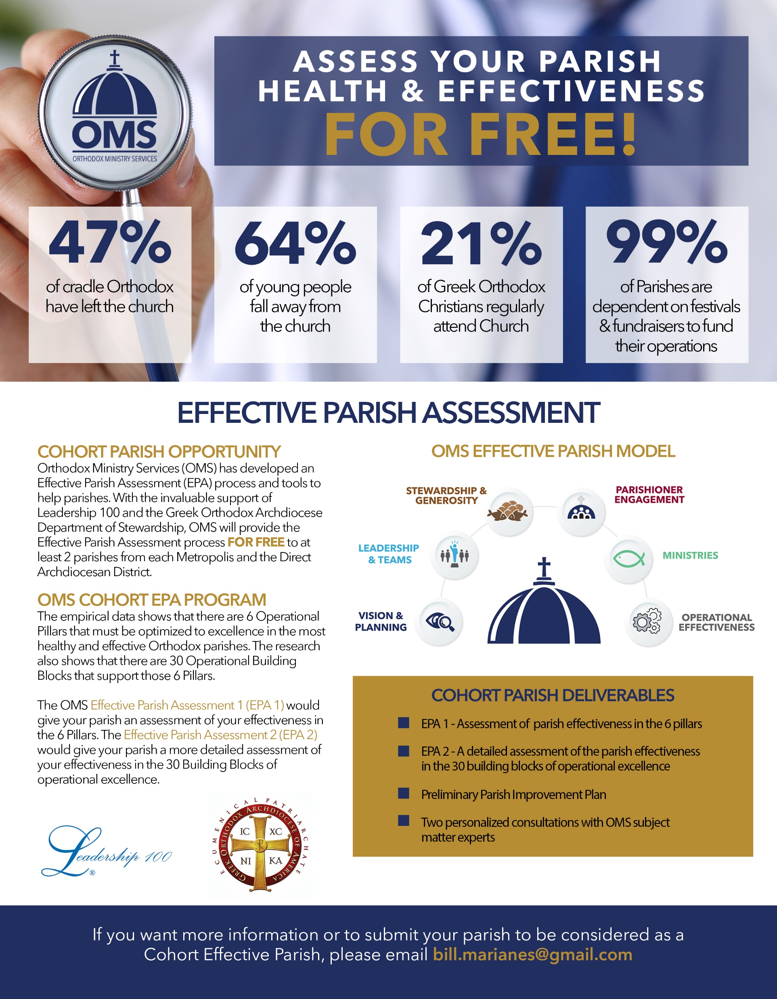 OMS
ORTHODOX MINISTRY SERVICES
ASSESS YOUR PARISH
HEALTH & EFFECTIVENESS
FOR FREE!
47%
of cradle Orthodox
have left the church
64%
of young people
fall away from
the church
21%
of Greek Orthodox
Christians regularly
attend Church
99%
of Parishes are
dependent on festivals
& fundraisers to fund
their operations
EFFECTIVE PARISH ASSESSMENT
COHORT PARISH OPPORTUNITY
Orthodox Ministry Services (OMS) has developed an
Effective Parish Assessment (EPA) process and tools to
help parishes. With the invaluable support of
Leadership 100 and the Greek Orthodox Archdiocese
Department of Stewardship, OMS will provide the
Effective Parish Assessment process FOR FREE to at
least 2 parishes from each Metropolis and the Direct
Archdiocesan District.
OMS COHORT EPA PROGRAM
The empirical data shows that there are 6 Operational
Pillars that must be optimized to excellence in the most
healthy and effective Orthodox parishes. The research
also shows that there are 30 Operational Building
Blocks that support those 6 Pillars.
The OMS Effective Parish Assessment 1 (EPA 1) would
give your parish an assessment of your effectiveness in
the 6 Pillars. The Effective Parish Assessment 2 (EPA 2)
would give your parish a more detailed assessment of
your effectiveness in the 30 Building Blocks of
operational excellence.
Leadership 100
®
ECUMENICAL PATRIARCHATE
GREEK ORTHODOX ARCHDIOCESE OF AMERICA
IC XC
NI KA
OMS EFFECTIVE PARISH MODEL
STEWARDSHIP &
GENEROSITY
PARISHIONER
ENGAGEMENT
LEADERSHIP
& TEAMS
MINISTRIES
VISION &
PLANNING
OPERATIONAL
EFFECTIVENESS
COHORT PARISH DELIVERABLES
EPA 1 - Assessment of parish effectiveness in the 6 pillars
EPA 2 - A detailed assessment of the parish effectiveness
in the 30 building blocks of operational excellence
Preliminary Parish Improvement Plan
Two personalized consultations with OMS subject
matter experts
If you want more information or to submit your parish to be considered as a
Cohort Effective Parish, please email bill.marianes@gmail.com